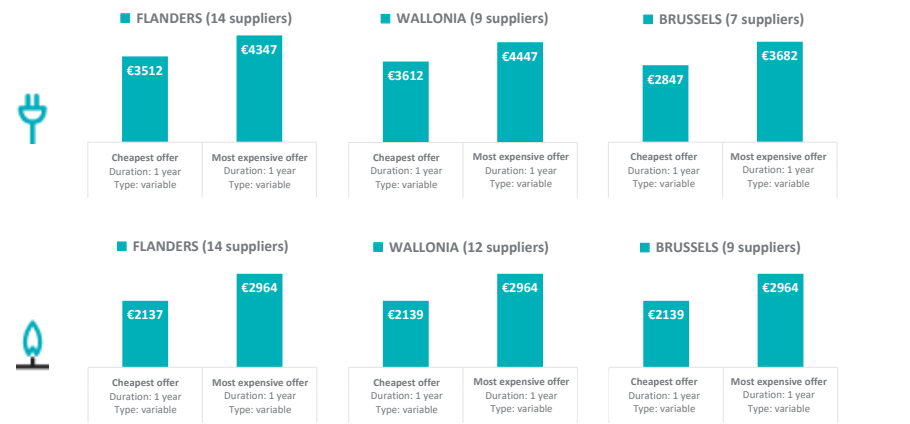 FLANDERS (14 suppliers)
€3512
€4347
Cheapest offer
Duration: 1 year
Type: variable
Most expensive offer
Duration: 1 year
Type: variable
WALLONIA (9 suppliers)
€3612
€4447
Cheapest offer
Duration: 1 year
Type: variable
Most expensive offer
Duration: 1 year
Type: variable
BRUSSELS (7 suppliers)
€2847
€3682
Cheapest offer
Duration: 1 year
Type: variable
Most expensive offer
Duration: 1 year
Type: variable
FLANDERS (14 suppliers)
€2137
€2964
Cheapest offer
Duration: 1 year
Type: variable
Most expensive offer
Duration: 1 year
Type: variable
WALLONIA (12 suppliers)
€2139
€2964
Cheapest offer
Duration: 1 year
Type: variable
Most expensive offer
Duration: 1 year
Type: variable
BRUSSELS (9 suppliers)
€2139
€2964
Cheapest offer
Duration: 1 year
Type: variable
Most expensive offer
Duration: 1 year
Type: variable